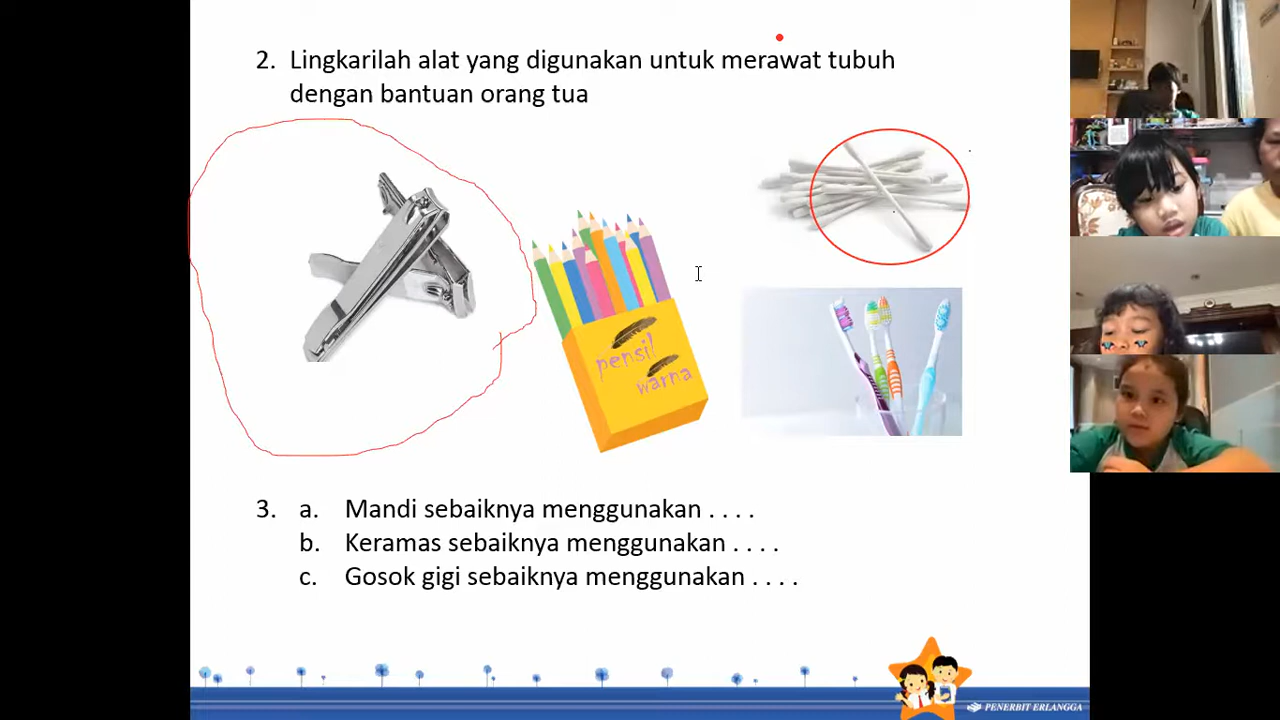 2. Lingkarilah alat yang digunakan untuk merawat tubuh
dengan bantuan orang tua
pensil
warna
3. a. Mandi sebaiknya menggunakan . . . .
b. Keramas sebaiknya menggunakan . . . .
c. Gosok gigi sebaiknya menggunakan . . . .
PENERBIT ERLANGGA